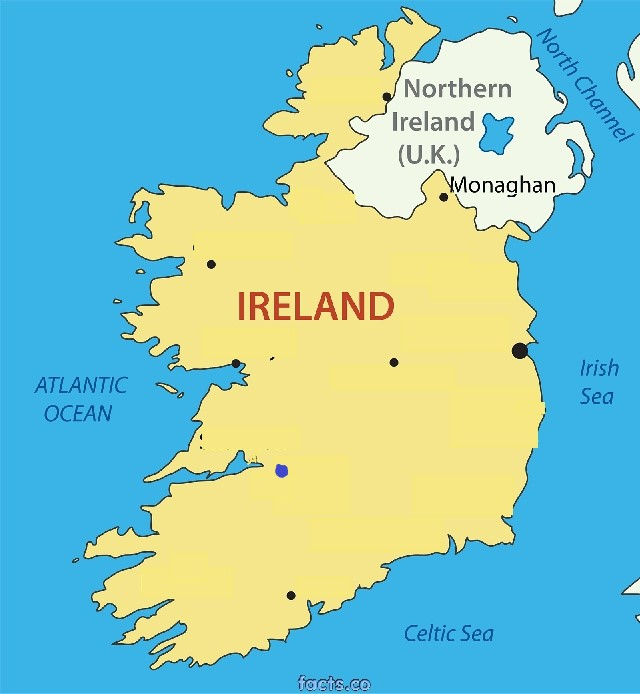 North Channel
Northern
Ireland
(U.K.)
Monaghan
IRELAND
ATLANTIC
OCEAN
Irish
Sea
Celtic Sea
facts.co